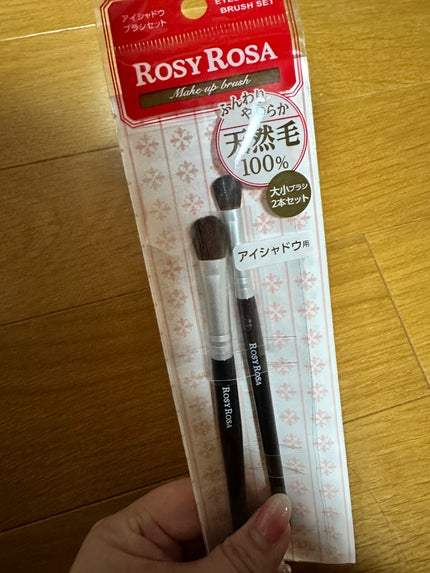 アイシャドウ
ブラシセット
BRUSH SET
ROSY ROSA
Make up brush
ふんわり
やわらか
天然毛
100%
大小ブラシ
2本セット
アイシャドウ用
ROSY ROSA
ROSY ROSA